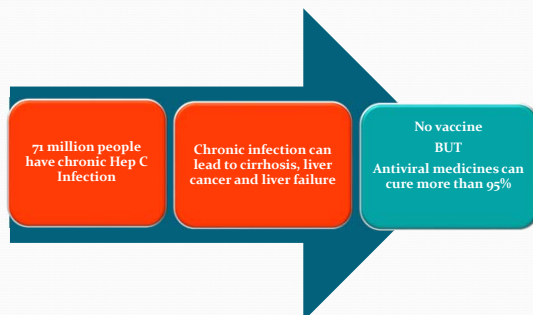 71 million people
have chronic Hep C
Infection
Chronic infection can
lead to cirrhosis, liver
cancer and liver failure
No vaccine
BUT
Antiviral medicines can
cure more than 95%